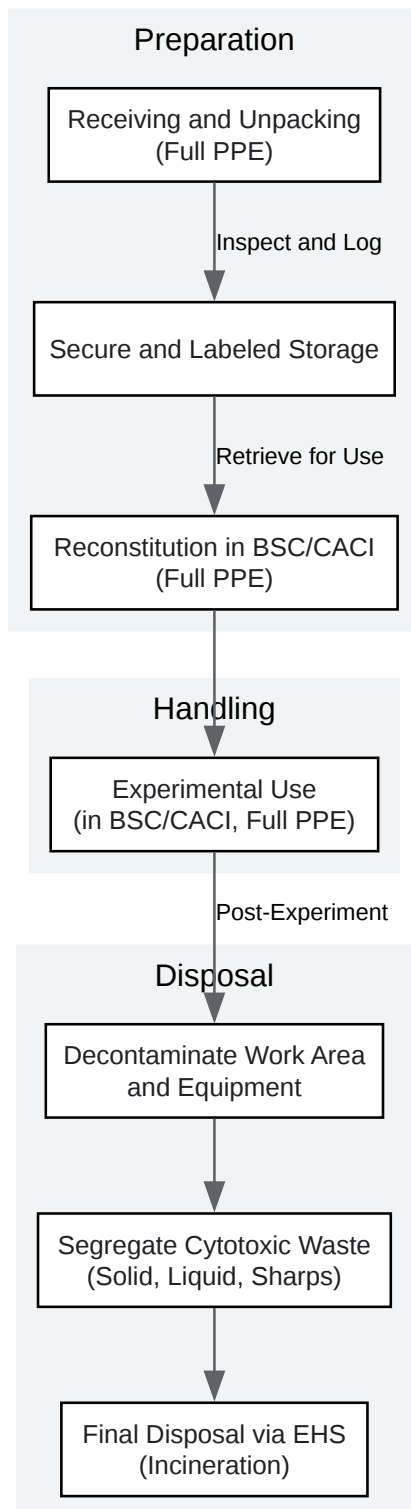 Preparation
Receiving and Unpacking
(Full PPE)
Inspect and Log
Secure and Labeled Storage
Retrieve for Use
Reconstitution in BSC/CACI
(Full PPE)
Handling
Experimental Use
(in BSC/CACI, Full PPE)
Post-Experiment
Disposal
Decontaminate Work Area
and Equipment
Segregate Cytotoxic Waste
(Solid, Liquid, Sharps)
Final Disposal via EHS
(Incineration)